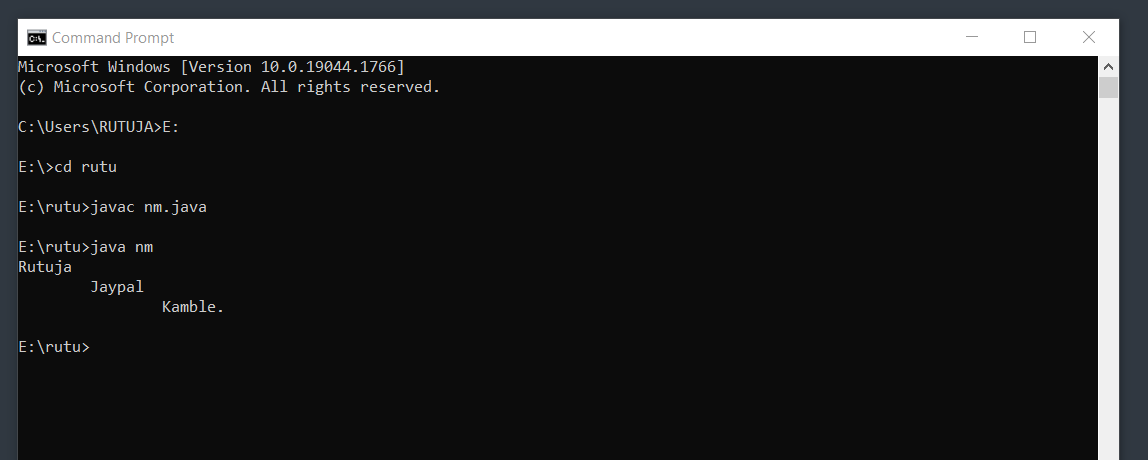 Command Prompt
Microsoft Windows [Version 10.0.19044.1766]
(c) Microsoft Corporation. All rights reserved.
C:\Users\RUTUJA>E:
E:\>cd rutu
E:\rutu>javac nm.java
E:\rutu>java nm
Rutuja
        Jaypal
                Kamble.
E:\rutu>